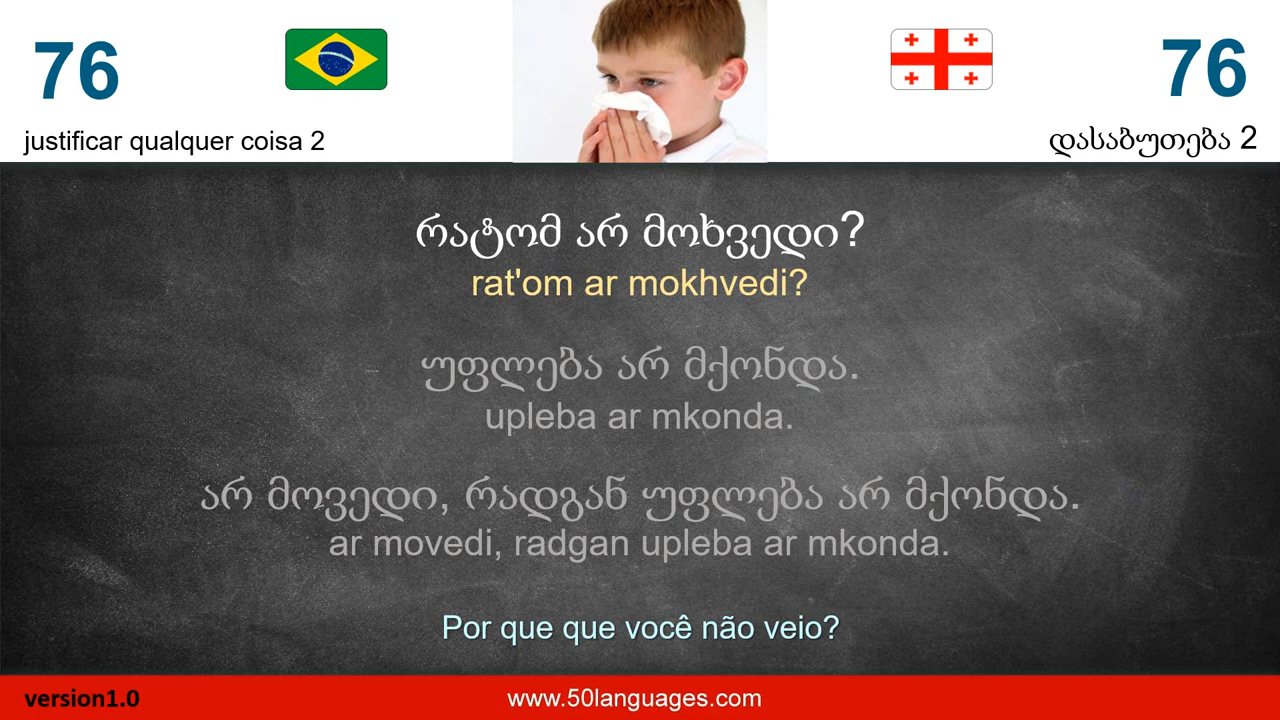 76
76
justificar qualquer coisa 2
დასაბუთება 2
რატომ არ მოხვედი?
rat'om ar mokhvedi?
უფლება არ მქონდა.
upleba ar mkonda.
არ მოვედი, რადგან უფლება არ მქონდა.
ar movedi, radgan upleba ar mkonda.
Por que que você não veio?
version1.0
www.50languages.com